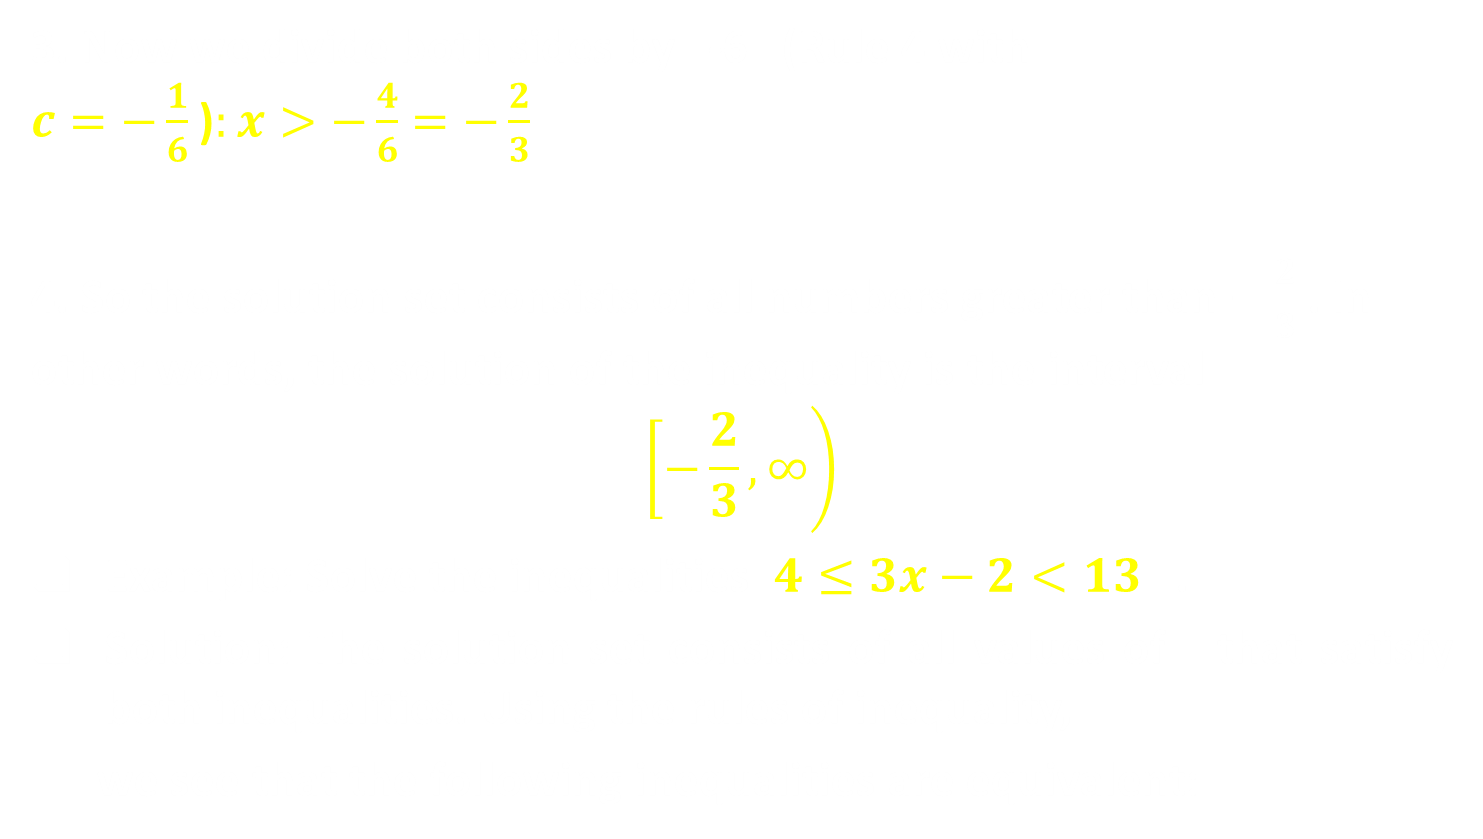 c = −1/6 ): x > −4/6 = −2/3
[−2/3, ∞)
4 ≤ 3x − 2 < 13